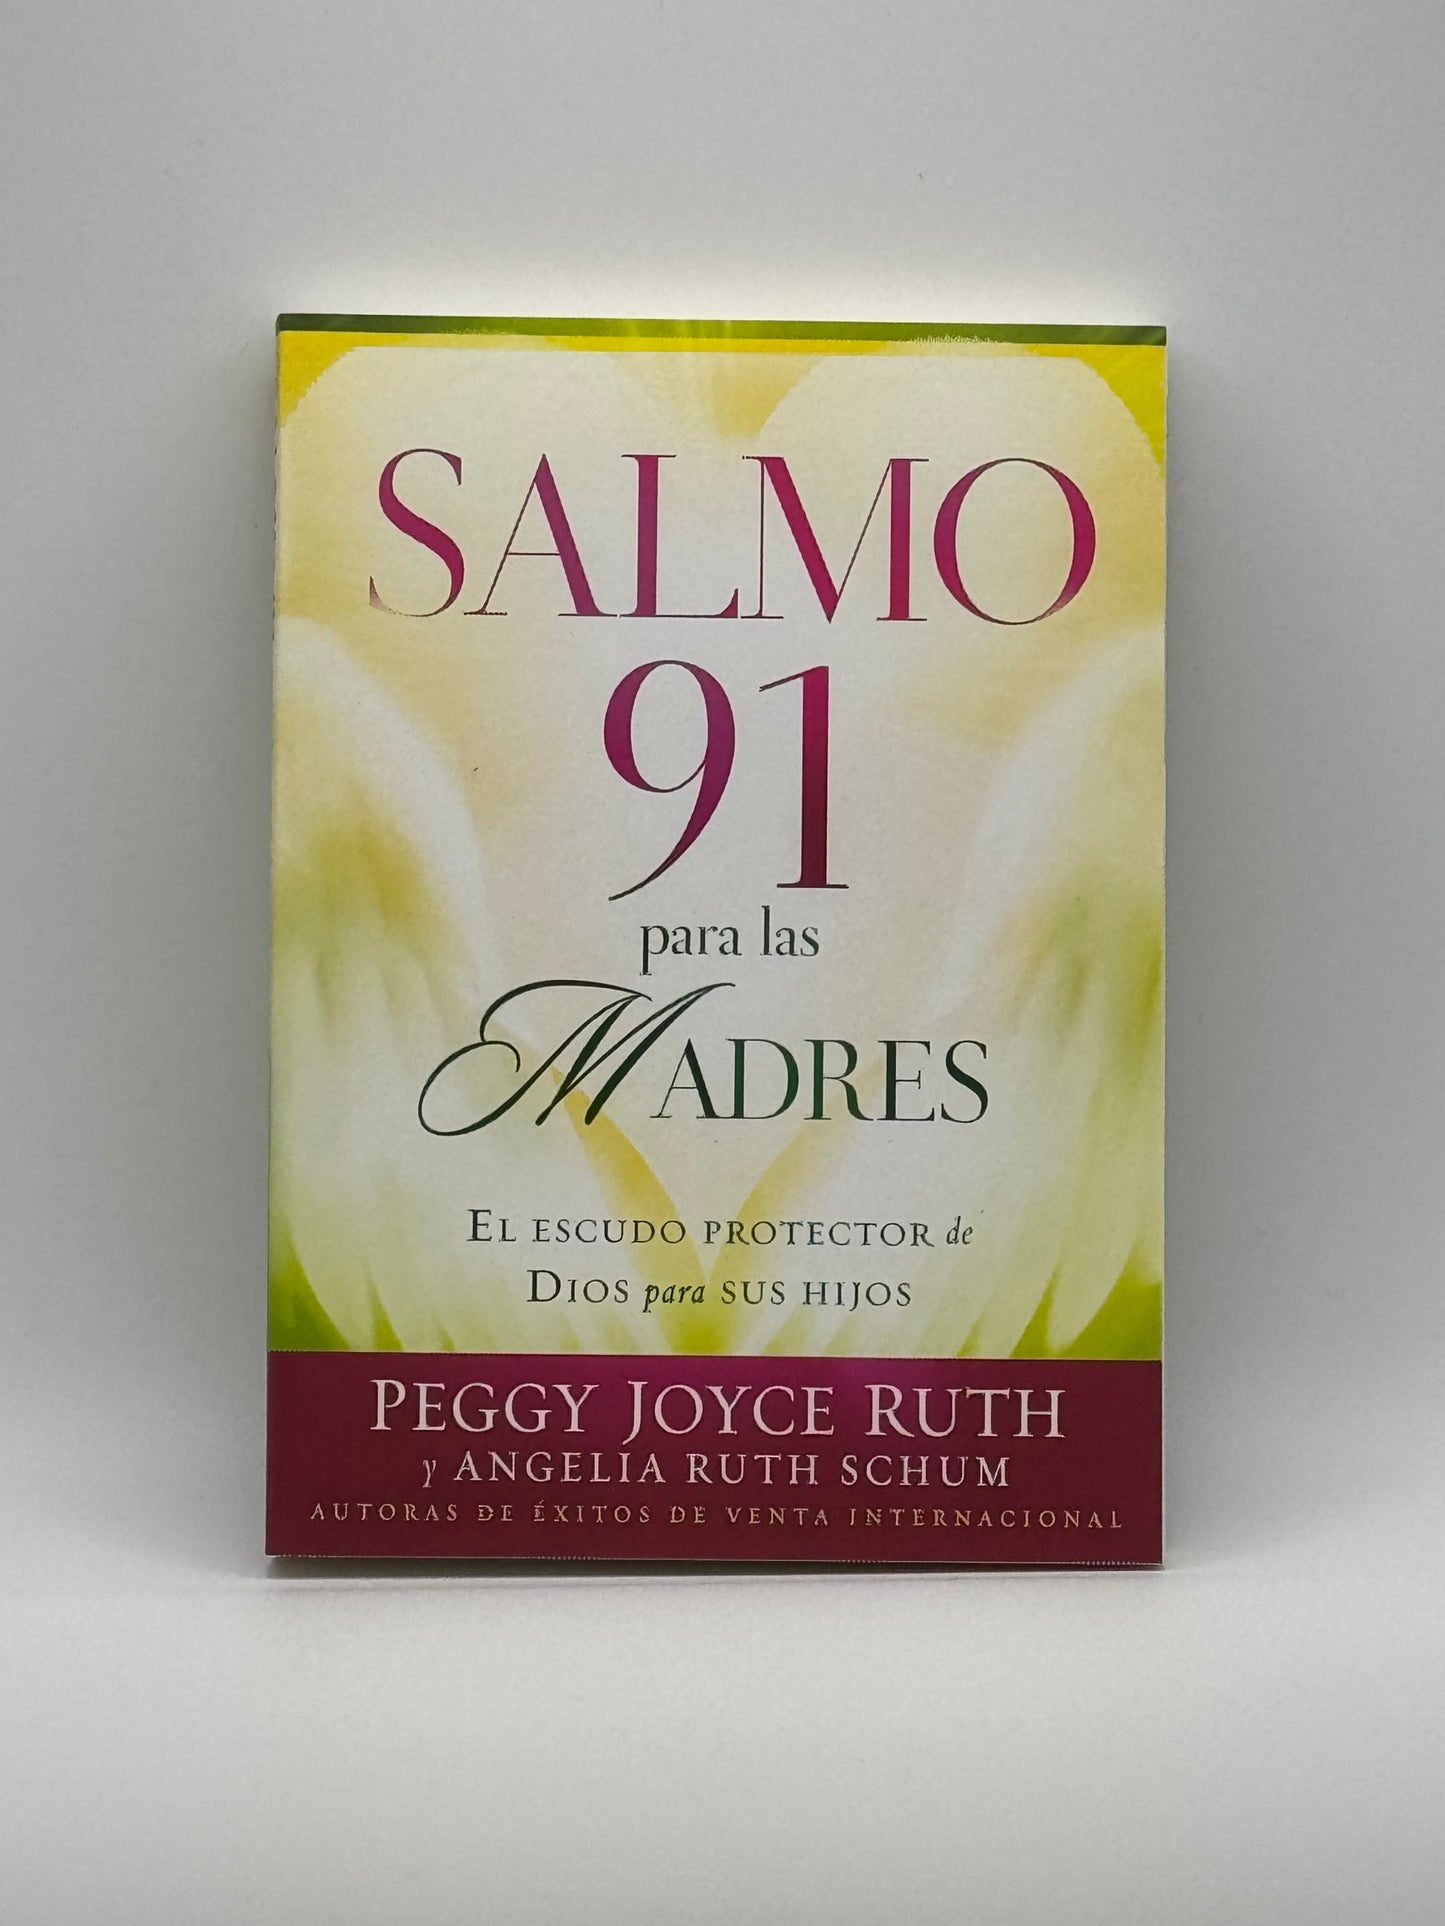 SALMO
91
para las
MADRES
EL ESCUDO PROTECTOR de
DIOS para SUS HIJOS
PEGGY JOYCE RUTH
y ANGELIA RUTH SCHUM
AUTORAS DE ÉXITOS DE VENTA INTERNACIONAL